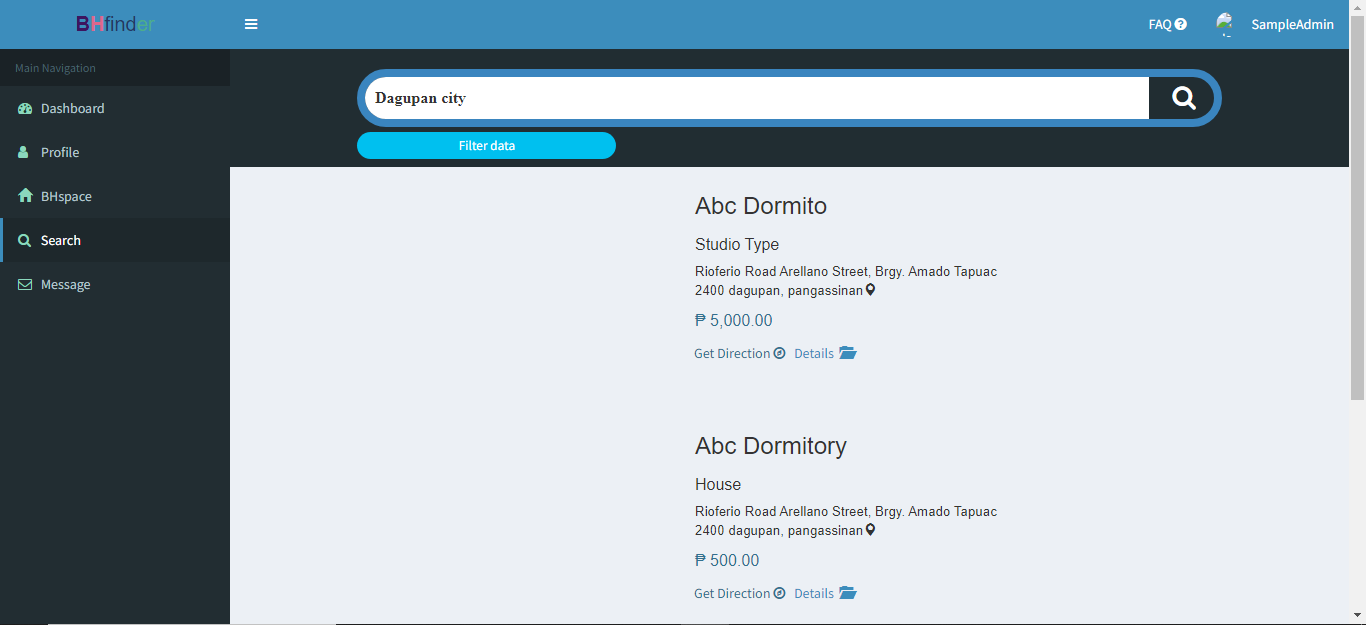 BHfinder
FAQ
SampleAdmin
Main Navigation
Dashboard
Profile
BHspace
Search
Message
Dagupan city
Filter data
Abc Dormito
Studio Type
Rioferio Road Arellano Street, Brgy. Amado Tapuac
2400 dagupan, pangassinan
₱ 5,000.00
Get Direction Details
Abc Dormitory
House
Rioferio Road Arellano Street, Brgy. Amado Tapuac
2400 dagupan, pangassinan
₱ 500.00
Get Direction Details